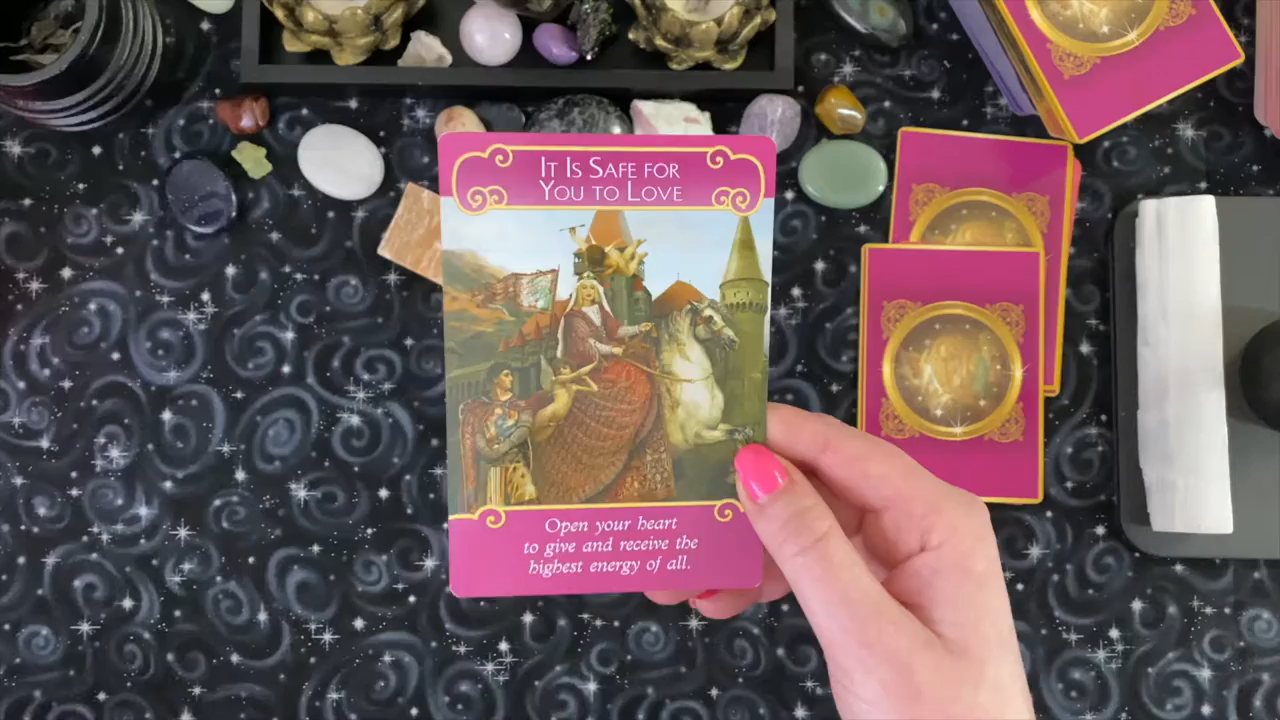 It Is Safe for
You to Love
Open your heart
to give and receive the
highest energy of all.